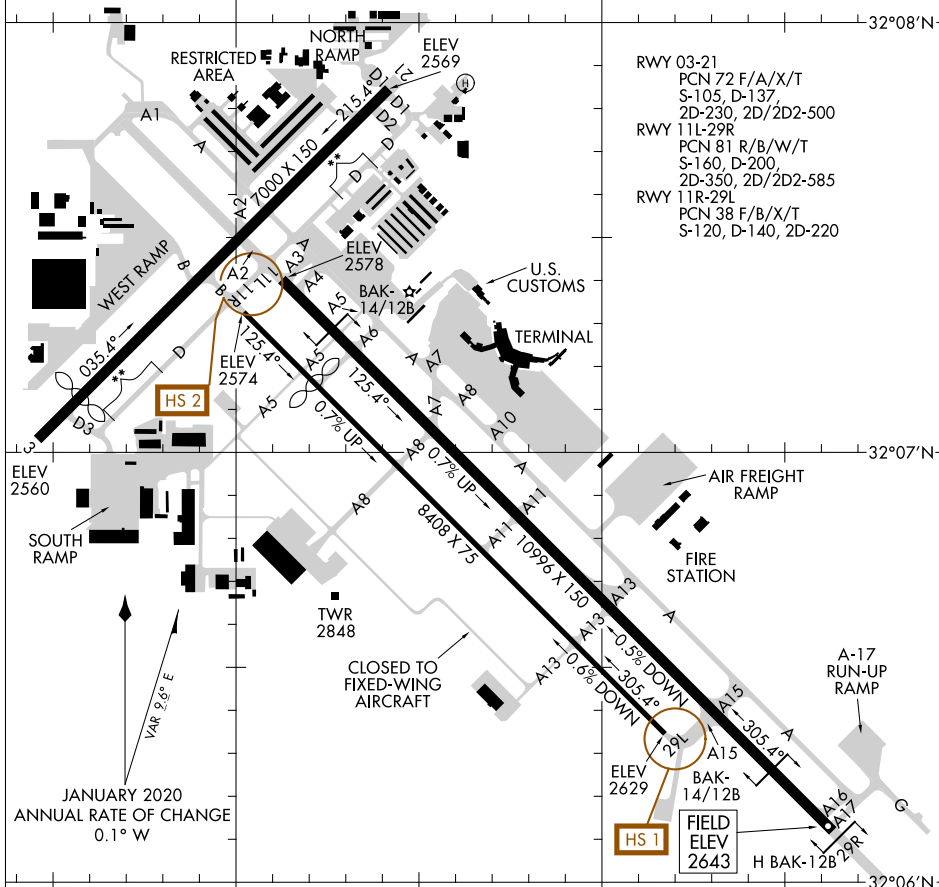 32°08'N
NORTH
RAMP
RESTRICTED
AREA
ELEV
2569
H
RWY 03-21
PCN 72 F/A/X/T
S-105, D-137,
2D-230, 2D/2D2-500
RWY 11L-29R
PCN 81 R/B/W/T
S-160, D-200,
2D-350, 2D/2D2-585
RWY 11R-29L
PCN 38 F/B/X/T
S-120, D-140, 2D-220
D1
21
D1
D2
D
A1
A
215.4°
7000 X 150
**
D
A2
A
A3
A4
ELEV
2578
WEST RAMP
B
A2
11L
11R
B
BAK-
14/12B
U.S.
CUSTOMS
TERMINAL
A5
A6
035.4°
**
D
ELEV
2574
HS 2
125.4°
A5
A5
125.4°
A
A7
A7
A8
A10
D3
3
0.7% UP
A8
0.7% UP
A
32°07'N
ELEV
2560
AIR FREIGHT
RAMP
A8
8408 X 75
A11
A11
10996 X 150
SOUTH
RAMP
FIRE
STATION
TWR
2848
A13
A
A13
A13
0.5% DOWN
0.6% DOWN
305.4°
CLOSED TO
FIXED-WING
AIRCRAFT
A-17
RUN-UP
RAMP
VAR 9.6° E
A15
A
305.4°
29L
A15
ELEV
2629
BAK-
14/12B
JANUARY 2020
ANNUAL RATE OF CHANGE
0.1° W
HS 1
FIELD
ELEV
2643
A16
A17
G
29R
H BAK-12B
32°06'N